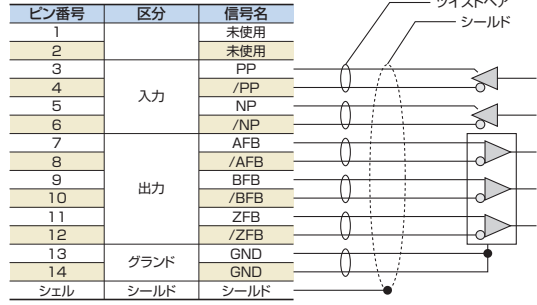 ツイストペア
シールド
ピン番号 区分 信号名
1 未使用
2 未使用
3 入力 PP
4 /PP
5 NP
6 /NP
7 出力 AFB
8 /AFB
9 BFB
10 /BFB
11 ZFB
12 /ZFB
13 グランド GND
14 GND
シェル シールド シールド